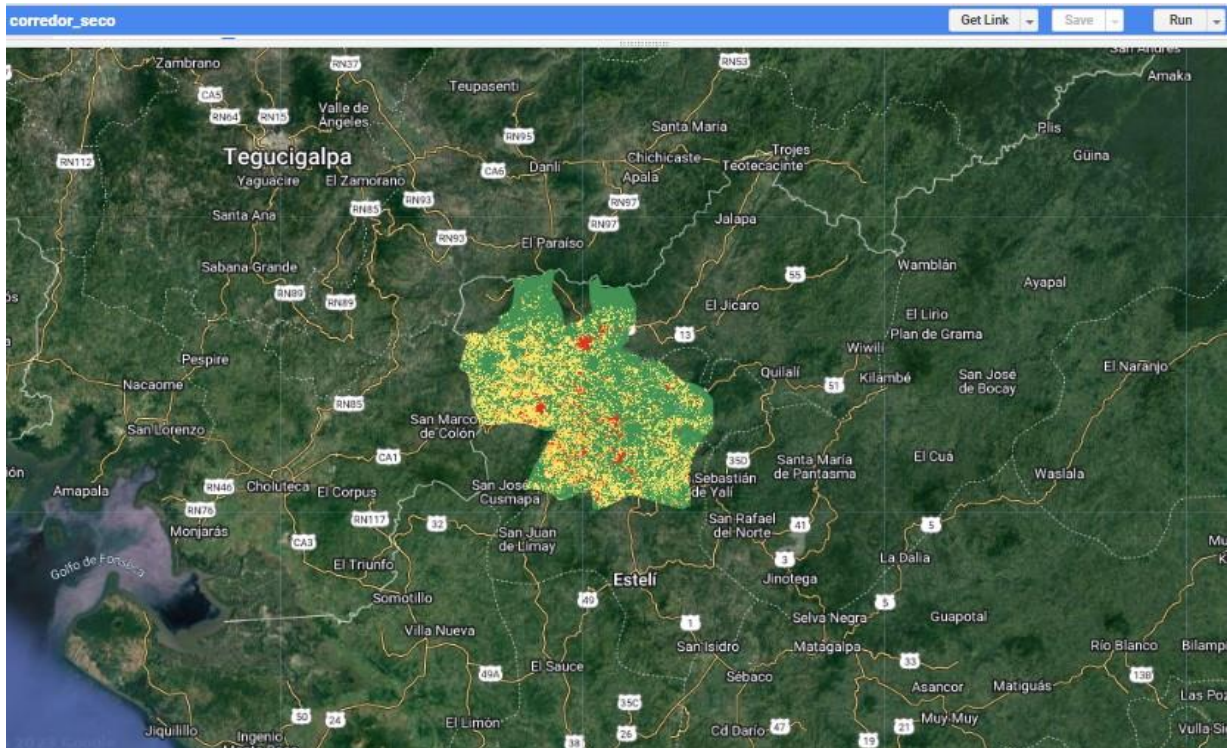 corredor_seco
Get Link
Save
Run
Zambrano
RN37
RN53
San Andrés
Amaka
Teupasenti
CA5
RN64
RN15
Valle de
Ángeles
RN95
Santa María
Plis
RN112
Tegucigalpa
CA6
Danlí
Chichicaste
Trojes
Teotecacinte
Güina
Yaguacire
El Zamorano
Apalá
RN93
RN97
Santa Ana
RN85
RN97
Jalapa
RN93
El Paraíso
Sabana Grande
Wamblán
55
Ayapal
RN89
RN89
El Jícaro
El Lirio
13
Plan de Grama
Pespire
Wiwilí
Quilalí
Kilambé
San José
de Bocay
El Naranjo
Nacaome
51
RN85
San Marco
de Colón
San Lorenzo
CA1
35D
Santa María
de Pantasma
El Cuá
Waslala
Amapala
RN46
Choluteca
El Corpus
San José
Cusmapa
Sebastián
de Yalí
RN76
Monjarás
RN117
32
San Juan
de Limay
San Rafael
del Norte
41
5
CA3
La Dalia
Golfo de Fonseca
El Triunfo
Estelí
3
Jinotega
Somotillo
49
5
Selva Negra
Guapotal
Villa Nueva
1
San Isidro
Matagalpa
Río Blanco
49A
El Sauce
Sébaco
33
13B
Asancor
Matiguás
35C
Jiquilillo
50
24
El Limón
26
Cd Darío
47
21
Muy Muy
Ingenio
38
19